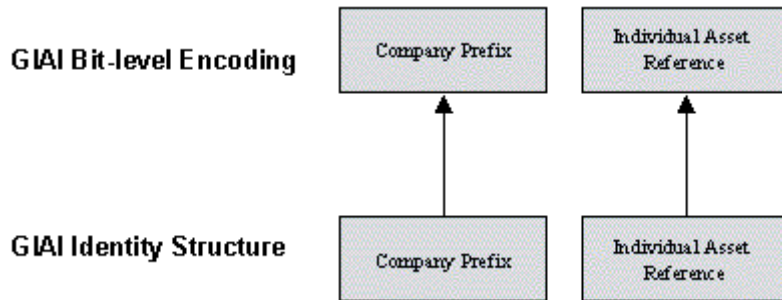 GIAI Bit-level Encoding
Company Prefix
Individual Asset
Reference
GIAI Identity Structure
Company Prefix
Individual Asset
Reference